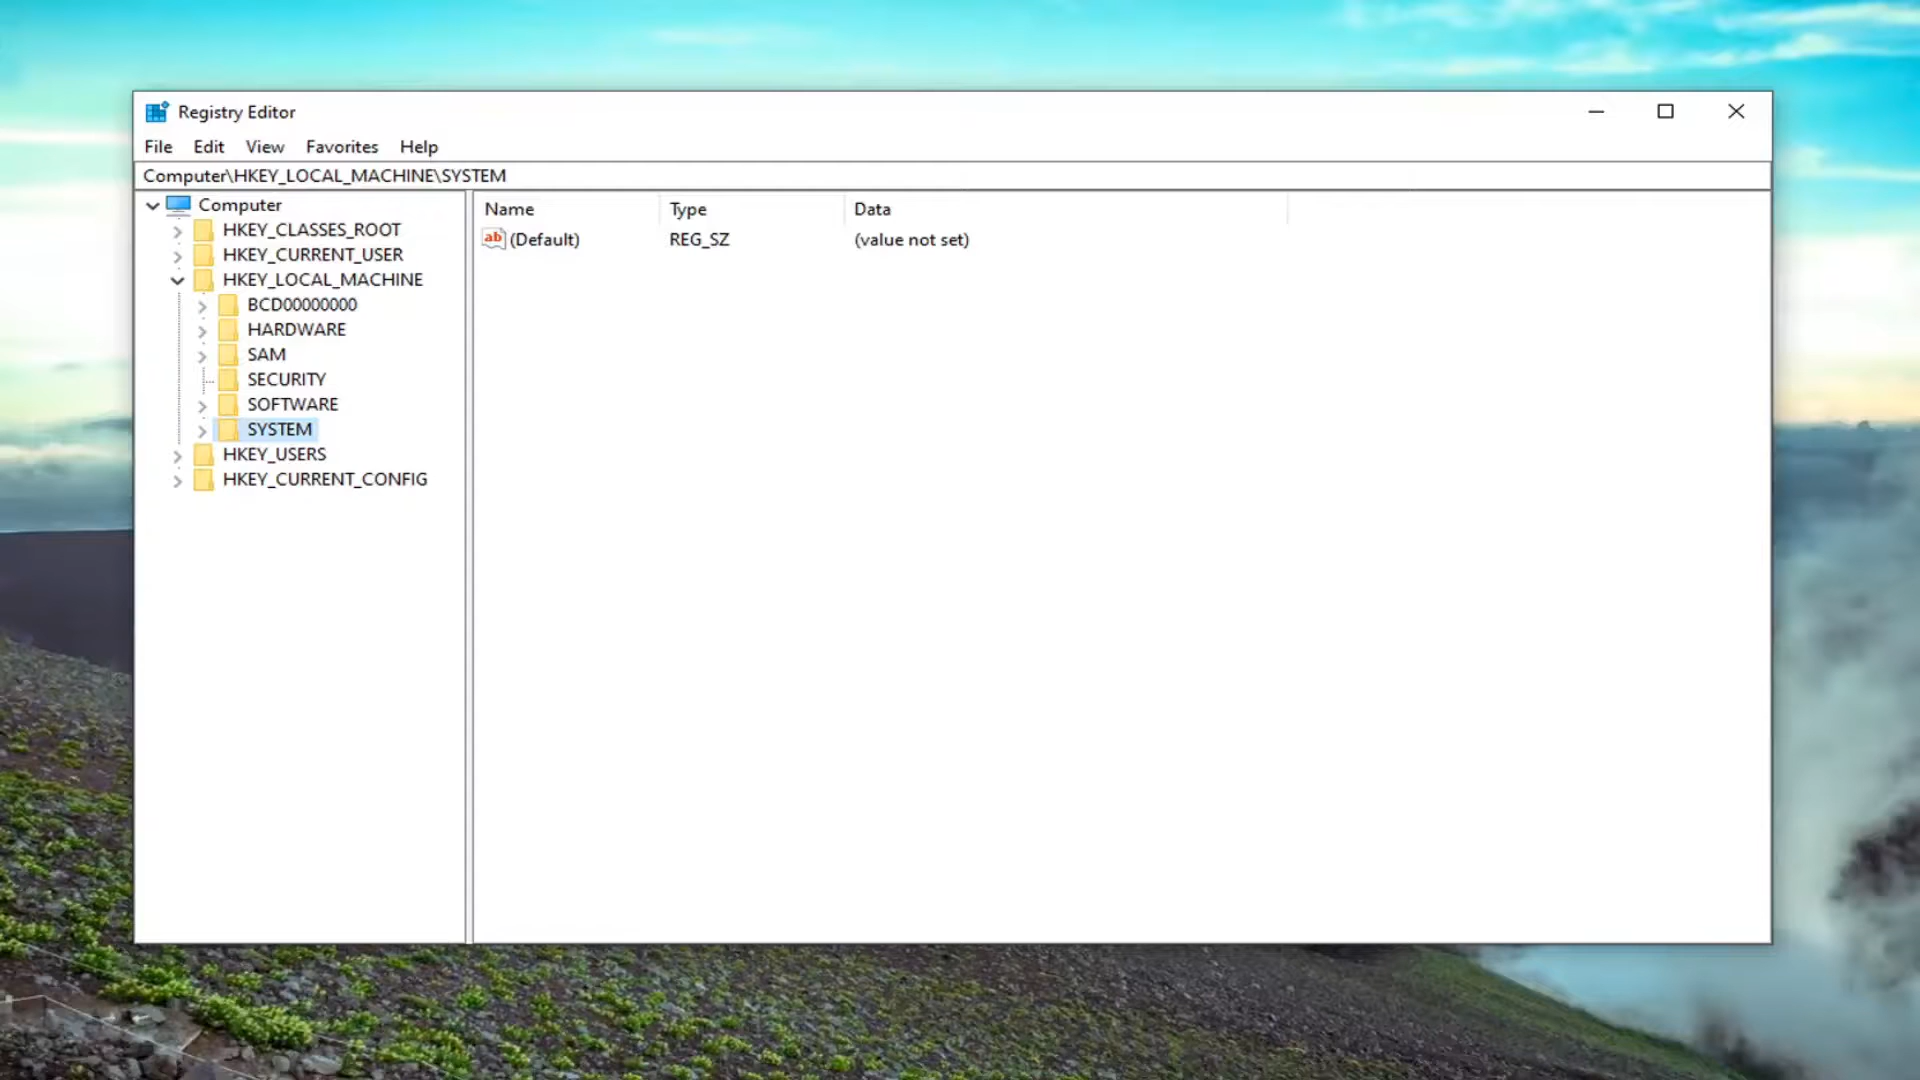 Registry Editor
File Edit View Favorites Help
Computer\HKEY_LOCAL_MACHINE\SYSTEM
Computer
HKEY_CLASSES_ROOT
HKEY_CURRENT_USER
HKEY_LOCAL_MACHINE
BCD00000000
HARDWARE
SAM
SECURITY
SOFTWARE
SYSTEM
HKEY_USERS
HKEY_CURRENT_CONFIG
Name Type Data
ab (Default) REG_SZ (value not set)